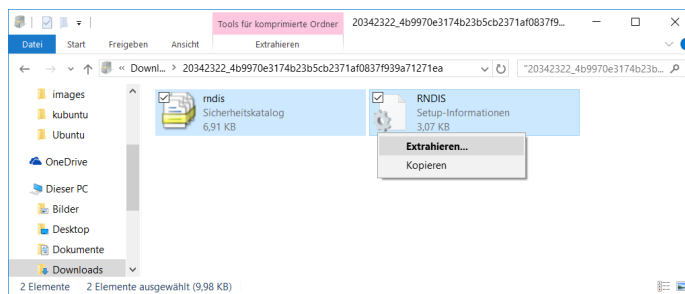 Tools für komprimierte Ordner 20342322_4b9970e3174b23b5cb2371af0837f9...
Datei Start Freigeben Ansicht Extrahieren
« Downl... > 20342322_4b9970e3174b23b5cb2371af0837f939a71271ea "20342322_4b9970e3174b23b...
images
kubuntu
Ubuntu
OneDrive
Dieser PC
Bilder
Desktop
Dokumente
Downloads
rndis
Sicherheitskatalog
6,91 KB
RNDIS
Setup-Informationen
3,07 KB
Extrahieren...
Kopieren
2 Elemente 2 Elemente ausgewählt (9,98 KB)